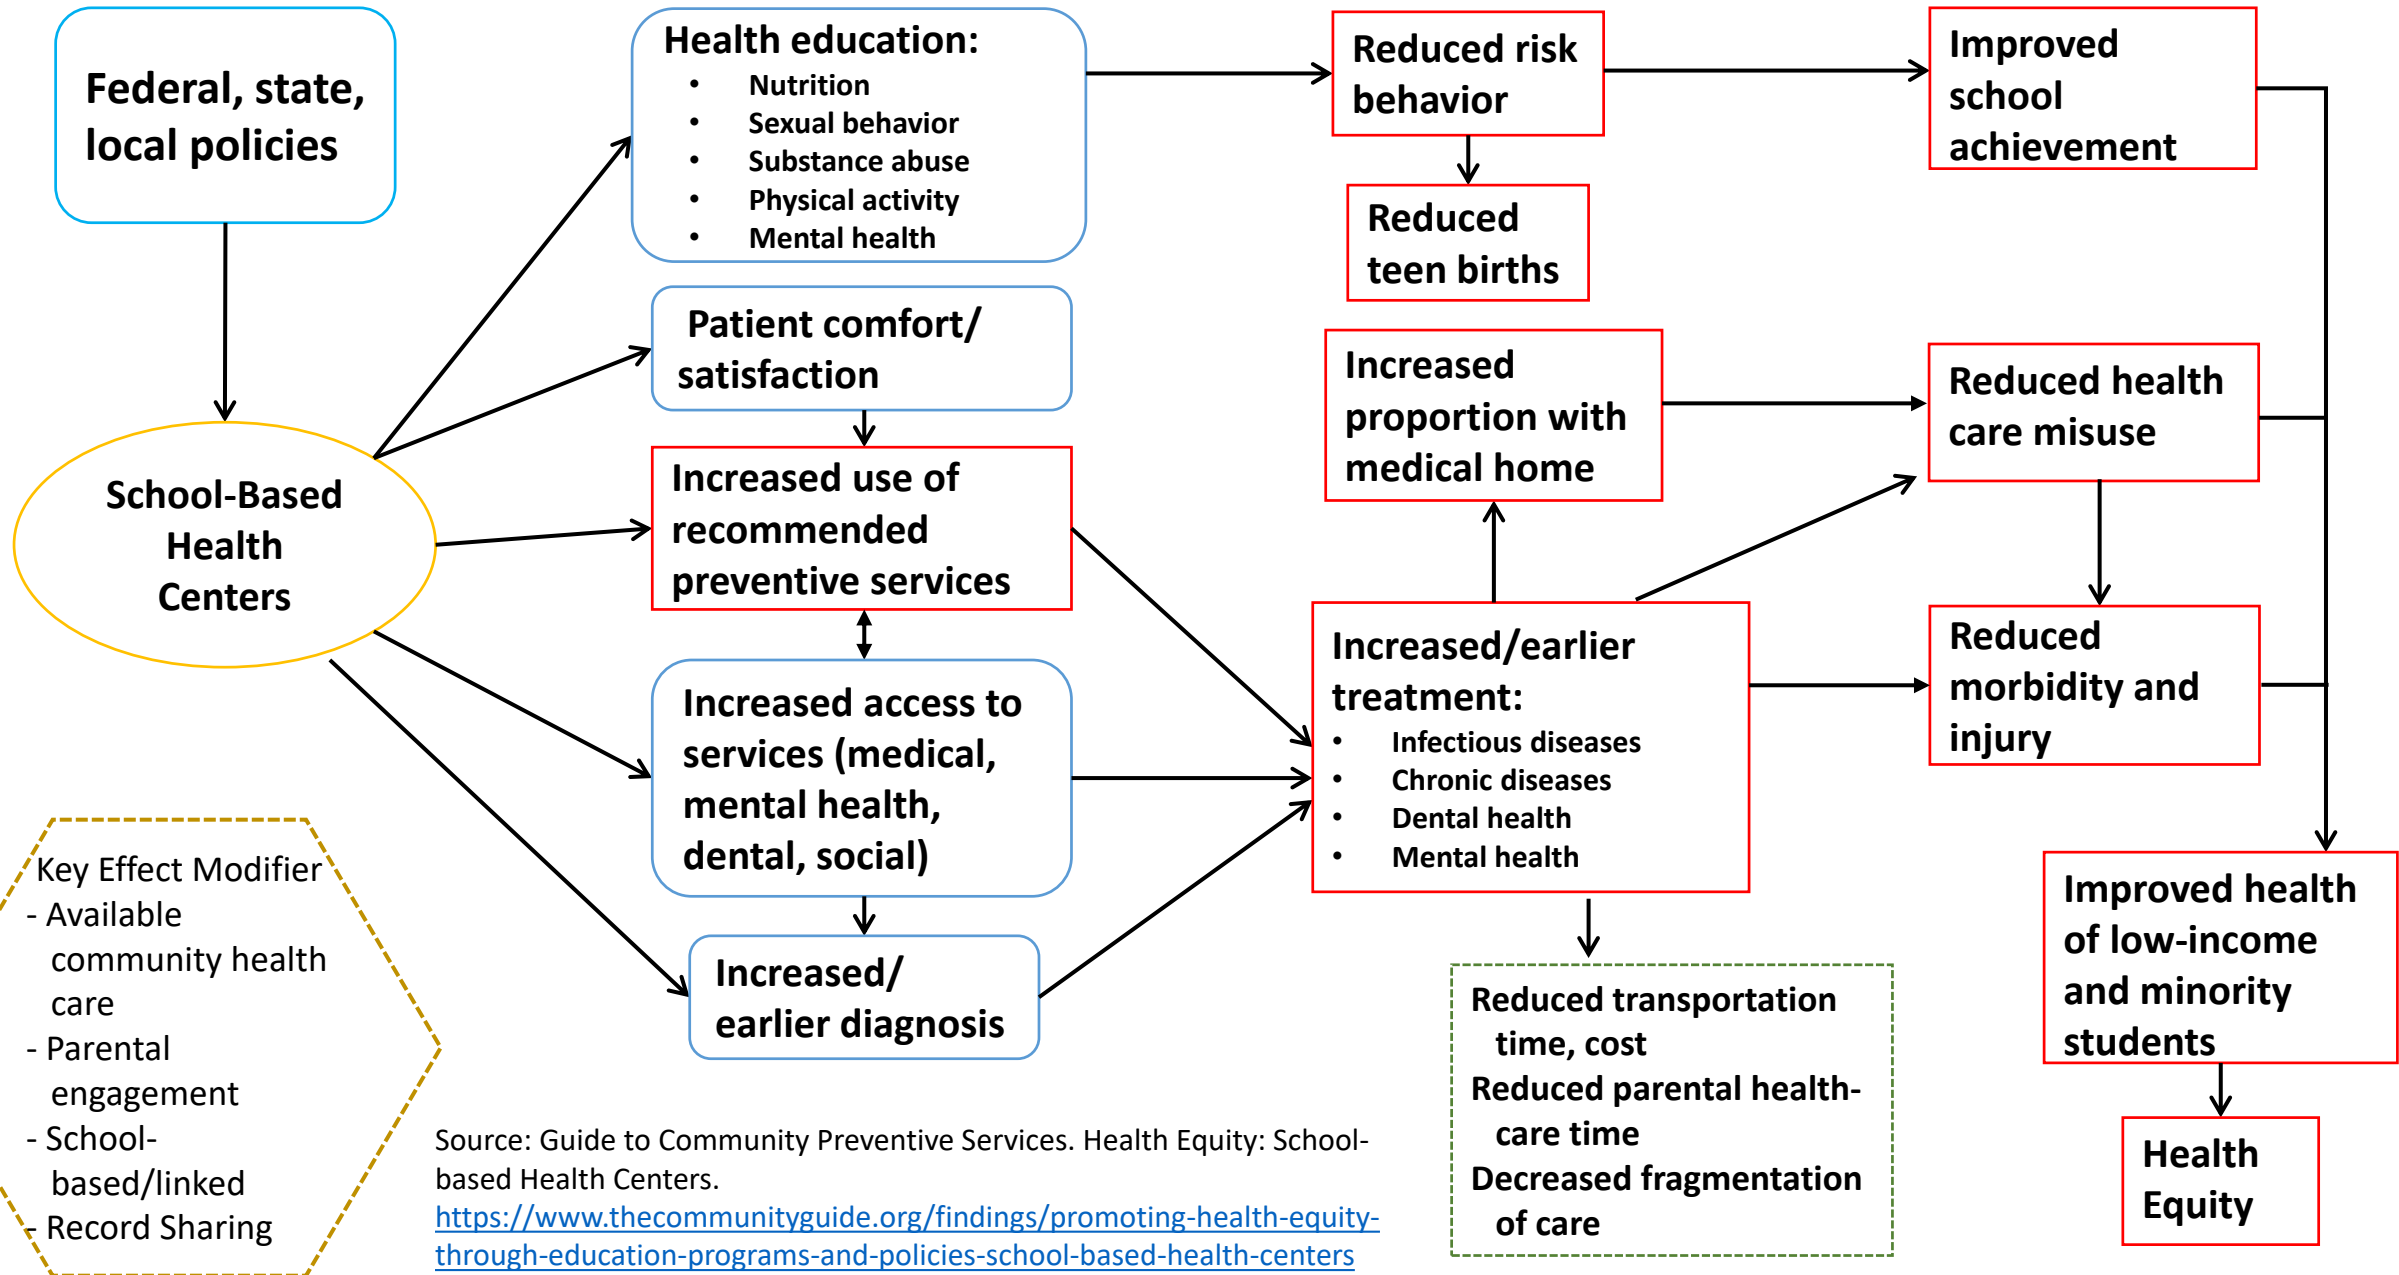 Federal, state,
local policies
Health education:
• Nutrition
• Sexual behavior
• Substance abuse
• Physical activity
• Mental health
Reduced risk
behavior
Improved
school
achievement
Reduced
teen births
Patient comfort/
satisfaction
Increased
proportion with
medical home
Reduced health
care misuse
School-Based
Health
Centers
Increased use of
recommended
preventive services
Increased access to
services (medical,
mental health,
dental, social)
Increased/earlier
treatment:
• Infectious diseases
• Chronic diseases
• Dental health
• Mental health
Reduced
morbidity and
injury
Increased/
earlier diagnosis
Key Effect Modifier
- Available
community health
care
- Parental
engagement
- School-
based/linked
- Record Sharing
Reduced transportation
time, cost
Reduced parental health-
care time
Decreased fragmentation
of care
Improved health
of low-income
and minority
students
Health
Equity
Source: Guide to Community Preventive Services. Health Equity: School-
based Health Centers.
https://www.thecommunityguide.org/findings/promoting-health-equity-
through-education-programs-and-policies-school-based-health-centers